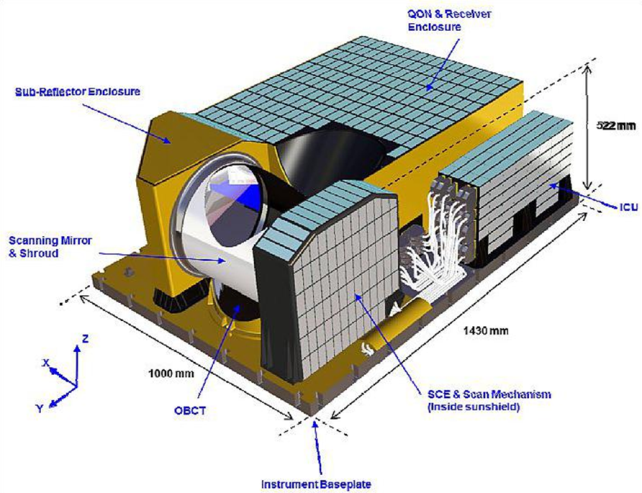 QON & Receiver
Enclosure
Sub-Reflector Enclosure
522 mm
ICU
Scanning Mirror
& Shroud
1430 mm
1000 mm
Z
X
Y
OBCT
SCE & Scan Mechanism
(Inside sunshield)
Instrument Baseplate